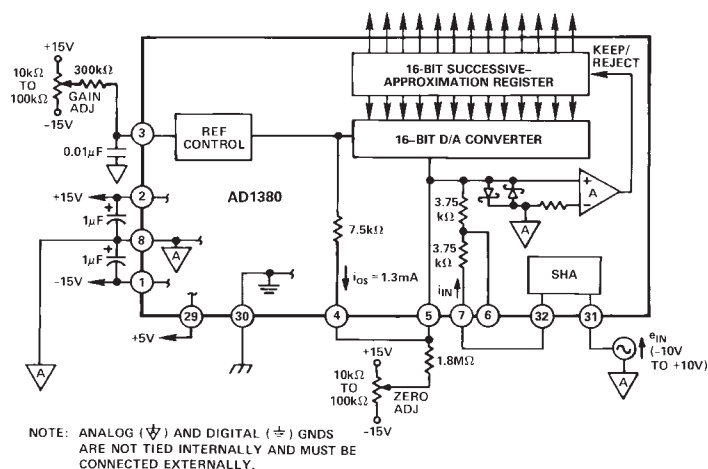 +15V
10kΩ
TO
100kΩ
300kΩ
GAIN
ADJ
-15V
0.01µF
3
REF
CONTROL
16-BIT SUCCESSIVE-
APPROXIMATION REGISTER
KEEP/
REJECT
16-BIT D/A CONVERTER
+15V
2
AD1380
+
1µF
8
A
+
1µF
-15V
1
7.5kΩ
iOS = 1.3mA
3.75
kΩ
3.75
kΩ
iIN
+
-
A
A
SHA
29
30
4
5
7
6
32
31
+5V
A
+15V
10kΩ
TO
100kΩ
-15V
1.8MΩ
ZERO
ADJ
eIN
(-10V
TO +10V)
A
NOTE: ANALOG (A) AND DIGITAL (⏚) GNDS
ARE NOT TIED INTERNALLY AND MUST BE
CONNECTED EXTERNALLY.